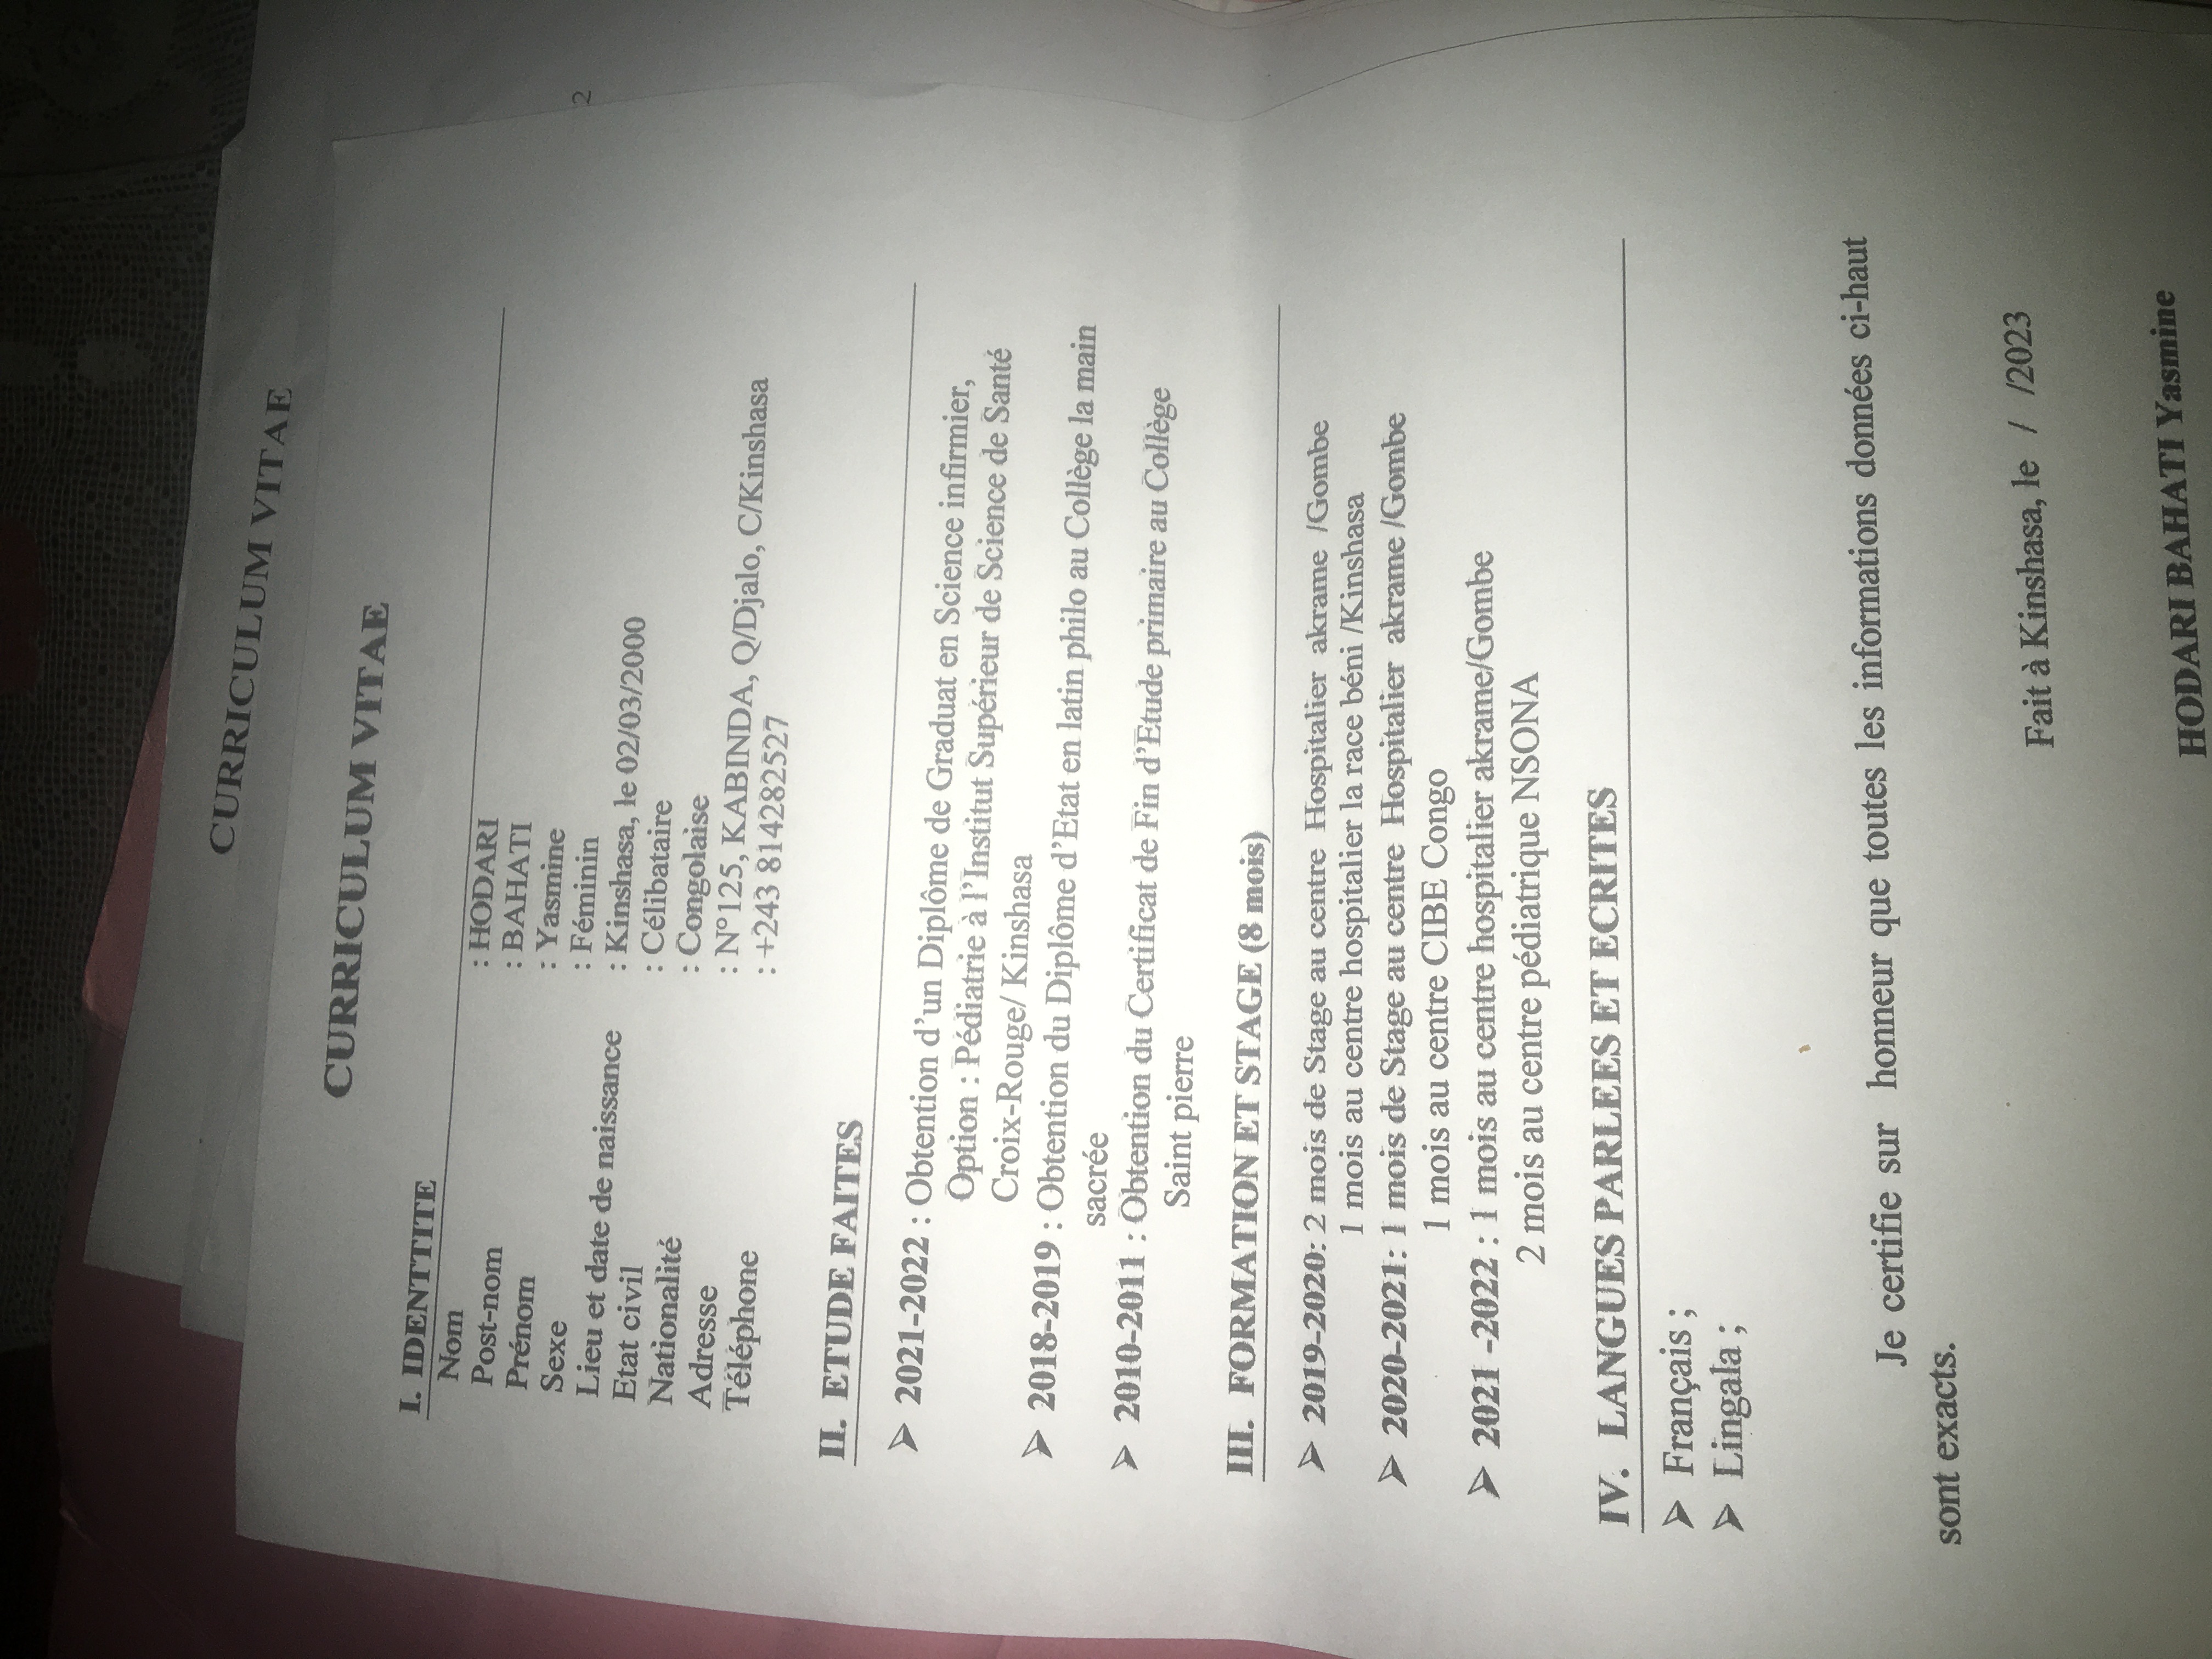 CURRICULUM VITAE
CURRICULUM VITAE
I. IDENTTITE
Nom : HODARI
Post-nom : BAHATI
Prénom : Yasmine
Sexe : Féminin
Lieu et date de naissance : Kinshasa, le 02/03/2000
Etat civil : Célibataire
Nationalité : Congolaise
Adresse : N°125, KABINDA, Q/Djalo, C/Kinshasa
Téléphone : +243 814282527
2
II. ETUDE FAITES
➢ 2021-2022 : Obtention d’un Diplôme de Graduat en Science infirmier,
Option : Pédiatrie à l’Institut Supérieur de Science de Santé
Croix-Rouge/ Kinshasa
➢ 2018-2019 : Obtention du Diplôme d’Etat en latin philo au Collège la main
sacrée
➢ 2010-2011 : Obtention du Certificat de Fin d’Etude primaire au Collège
Saint pierre
III. FORMATION ET STAGE (8 mois)
➢ 2019-2020: 2 mois de Stage au centre Hospitalier akrame /Gombe
1 mois au centre hospitalier la race béni /Kinshasa
➢ 2020-2021: 1 mois de Stage au centre Hospitalier akrame /Gombe
1 mois au centre CIBE Congo
➢ 2021 -2022 : 1 mois au centre hospitalier akrame/Gombe
2 mois au centre pédiatrique NSONA
IV. LANGUES PARLEES ET ECRITES
➢ Français ;
➢ Lingala ;
Je certifie sur honneur que toutes les informations données ci-haut
sont exacts.
Fait à Kinshasa, le / /2023
HODARI BAHATI Yasmine